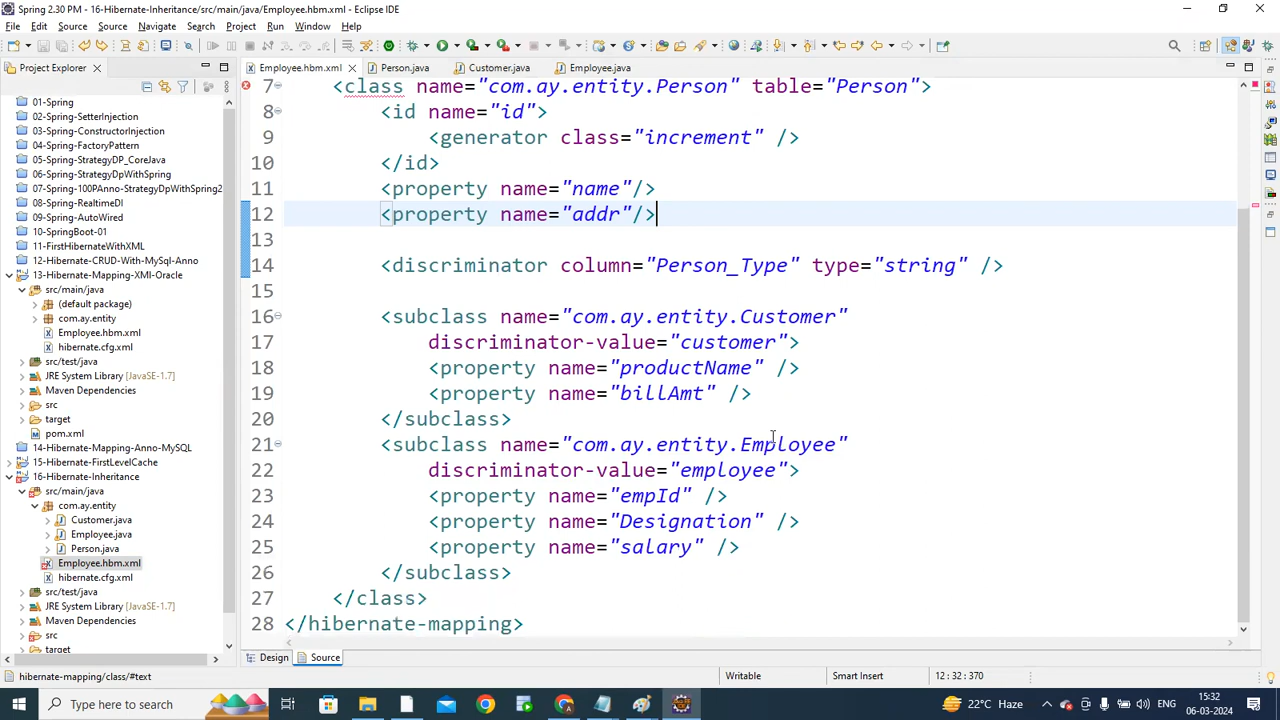 Spring 2.30 PM - 16-Hibernate-Inheritance/src/main/java/Employee.hbm.xml - Eclipse IDE
File Edit Source Source Navigate Search Project Run Window Help
Project Explorer
Employee.hbm.xml Person.java Customer.java Employee.java
01-Spring
02-Spring-SetterInjection
03-Spring-ConstructorInjection
04-Spring-FactoryPattern
05-Spring-StrategyDP_CoreJava
06-Spring-StrategyDPWithSpring
07-Spring-100PAnno-StrategyDpWithSpring2
08-Spring-RealtimeDI
09-Spring-AutoWired
10-SpringBoot-01
11-FirstHibernateWithXML
12-Hibernate-CRUD-With-MySql-Anno
13-Hibernate-Mapping-XMl-Oracle
src/main/java
(default package)
com.ay.entity
Employee.hbm.xml
hibernate.cfg.xml
src/test/java
JRE System Library [JavaSE-1.7]
Maven Dependencies
src
target
pom.xml
14-Hibernate-Mapping-Anno-MySQL
15-Hibernate-FirstLevelCache
16-Hibernate-Inheritance
src/main/java
com.ay.entity
Customer.java
Employee.java
Person.java
Employee.hbm.xml
hibernate.cfg.xml
src/test/java
JRE System Library [JavaSE-1.7]
Maven Dependencies
src
target
7 <class name="com.ay.entity.Person" table="Person">
8 <id name="id">
9 <generator class="increment" />
10 </id>
11 <property name="name"/>
12 <property name="addr"/>
13
14 <discriminator column="Person_Type" type="string" />
15
16 <subclass name="com.ay.entity.Customer"
17 discriminator-value="customer">
18 <property name="productName" />
19 <property name="billAmt" />
20 </subclass>
21 <subclass name="com.ay.entity.Employee"
22 discriminator-value="employee">
23 <property name="empId" />
24 <property name="Designation" />
25 <property name="salary" />
26 </subclass>
27 </class>
28 </hibernate-mapping>
Design Source
hibernate-mapping/class/#text Writable Smart Insert 12 : 32 : 370
Type here to search 22°C Haze ENG 15:32
06-03-2024